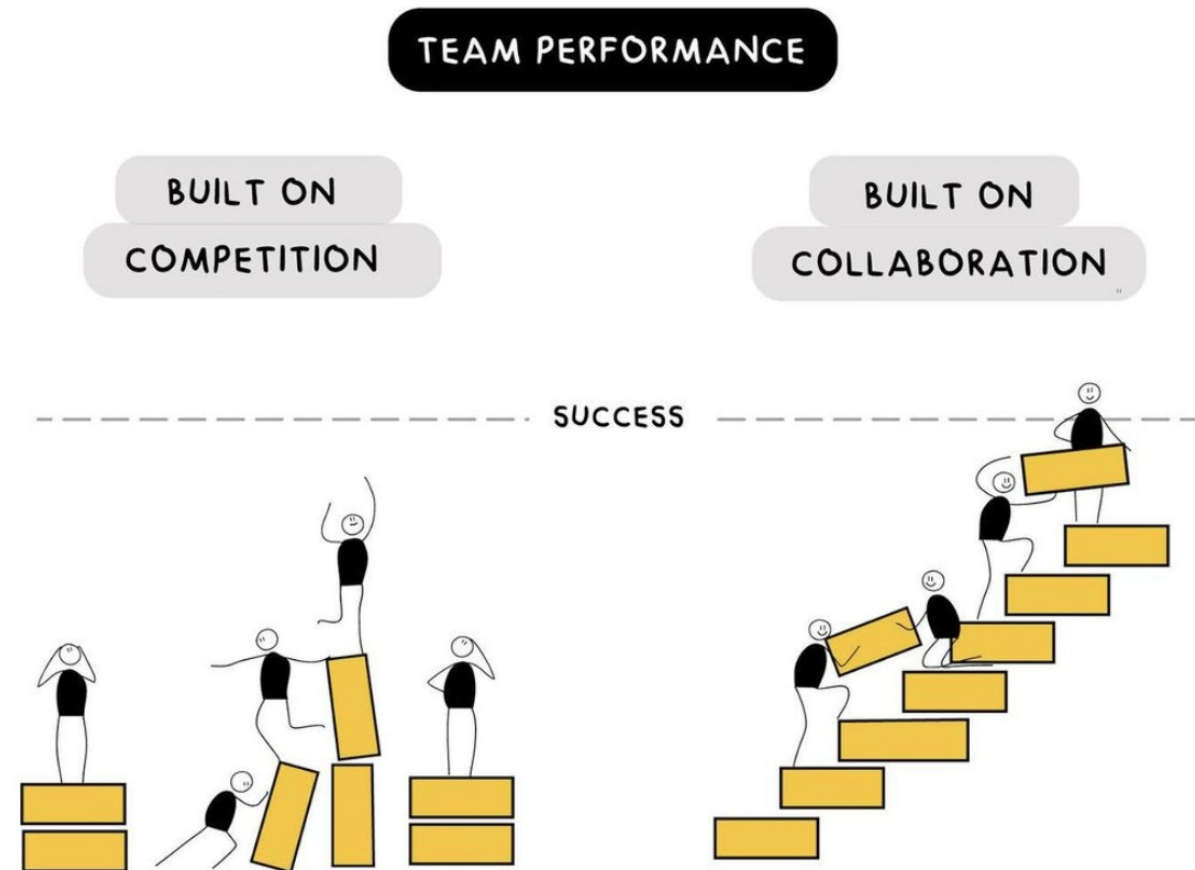 TEAM PERFORMANCE
BUILT ON
COMPETITION
BUILT ON
COLLABORATION
SUCCESS